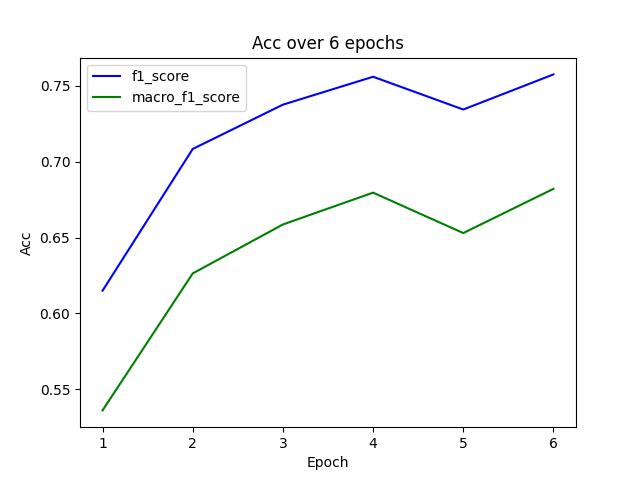 Acc over 6 epochs
f1_score
macro_f1_score
0.75
0.70
0.65
0.60
0.55
Acc
1 2 3 4 5 6
Epoch